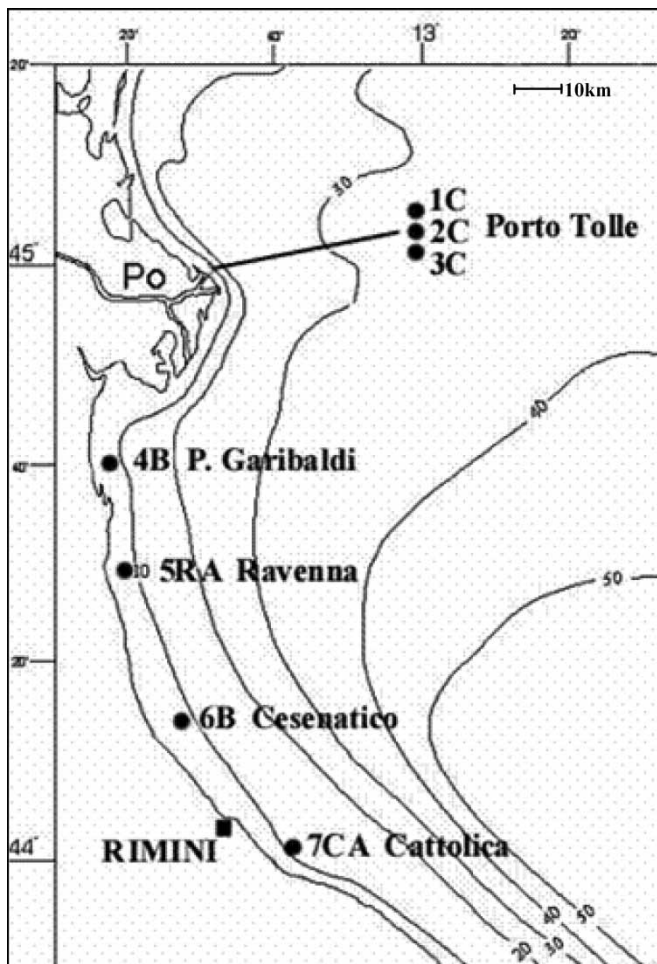 20' 40' 13° 20'
20'
10km
30
1C
2C Porto Tolle
3C
45°
Po
40
4B P. Garibaldi
40'
10 5RA Ravenna
50
20'
6B Cesenatico
RIMINI
7CA Cattolica
44°
50
40
30
20